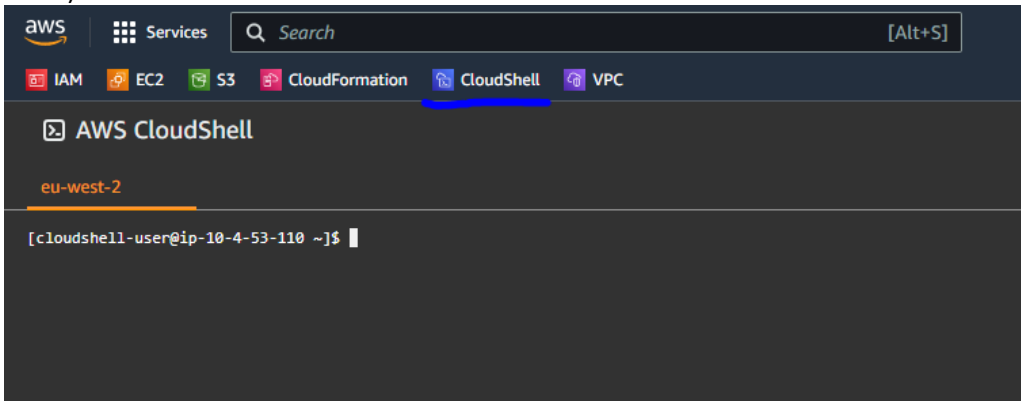 aws Services Search [Alt+S]
IAM EC2 S3 CloudFormation CloudShell VPC
AWS CloudShell
eu-west-2
[cloudshell-user@ip-10-4-53-110 ~]$